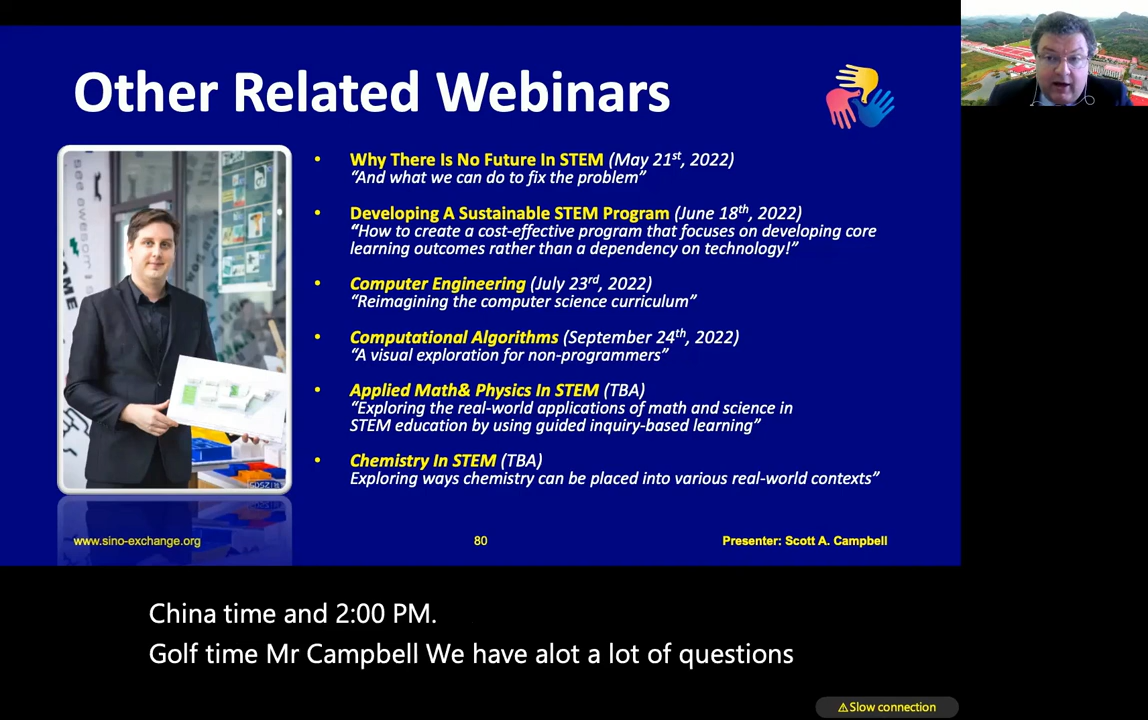 Other Related Webinars
• Why There Is No Future In STEM (May 21st, 2022)
"And what we can do to fix the problem"
• Developing A Sustainable STEM Program (June 18th, 2022)
"How to create a cost-effective program that focuses on developing core
learning outcomes rather than a dependency on technology!"
• Computer Engineering (July 23rd, 2022)
"Reimagining the computer science curriculum"
• Computational Algorithms (September 24th, 2022)
"A visual exploration for non-programmers"
• Applied Math& Physics In STEM (TBA)
"Exploring the real-world applications of math and science in
STEM education by using guided inquiry-based learning"
• Chemistry In STEM (TBA)
Exploring ways chemistry can be placed into various real-world contexts"
www.sino-exchange.org
80
Presenter: Scott A. Campbell
China time and 2:00 PM.
Golf time Mr Campbell We have alot a lot of questions
⚠Slow connection